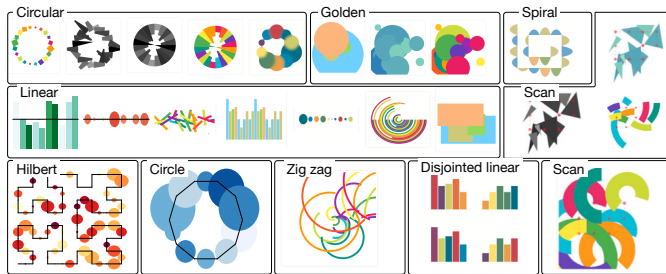 Circular
Golden
Spiral
Linear
Scan
Hilbert
Circle
Zig zag
Disjointed linear
Scan